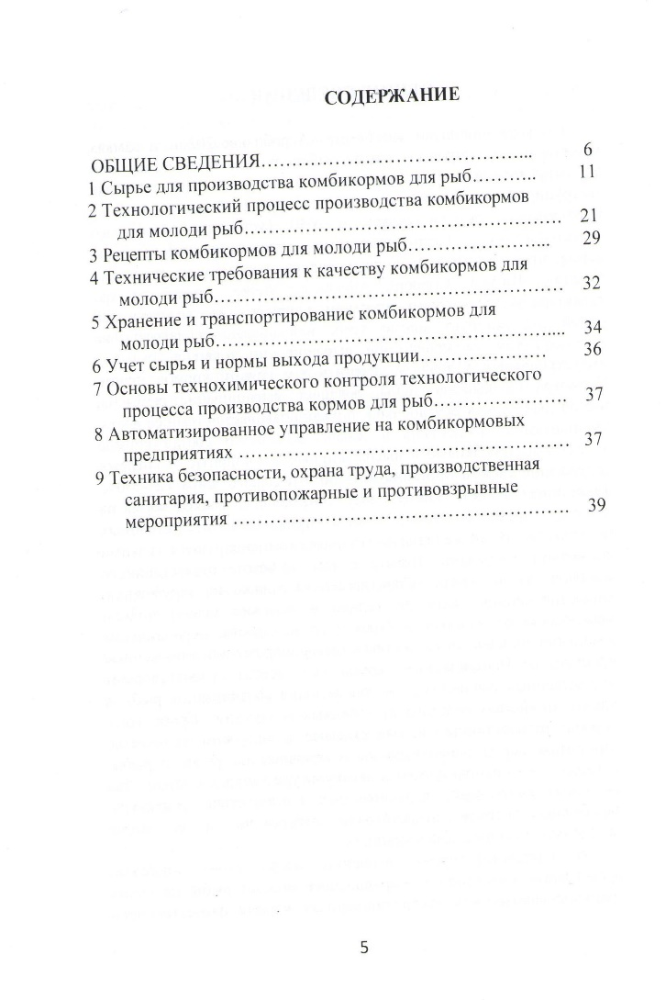 СОДЕРЖАНИЕ
ОБЩИЕ СВЕДЕНИЯ………………………………….. 6
1 Сырье для производства комбикормов для рыб……….. 11
2 Технологический процесс производства комбикормов
для молоди рыб…………………………………………… 21
3 Рецепты комбикормов для молоди рыб………………... 29
4 Технические требования к качеству комбикормов для
молоди рыб……………………………………………… 32
5 Хранение и транспортирование комбикормов для
молоди рыб……………………………………………... 34
6 Учет сырья и нормы выхода продукции……………… 36
7 Основы технохимического контроля технологического
процесса производства кормов для рыб………………. 37
8 Автоматизированное управление на комбикормовых
предприятиях …………………………………………… 37
9 Техника безопасности, охрана труда, производственная
санитария, противопожарные и противовзрывные
мероприятия ……………………………………………. 39
5